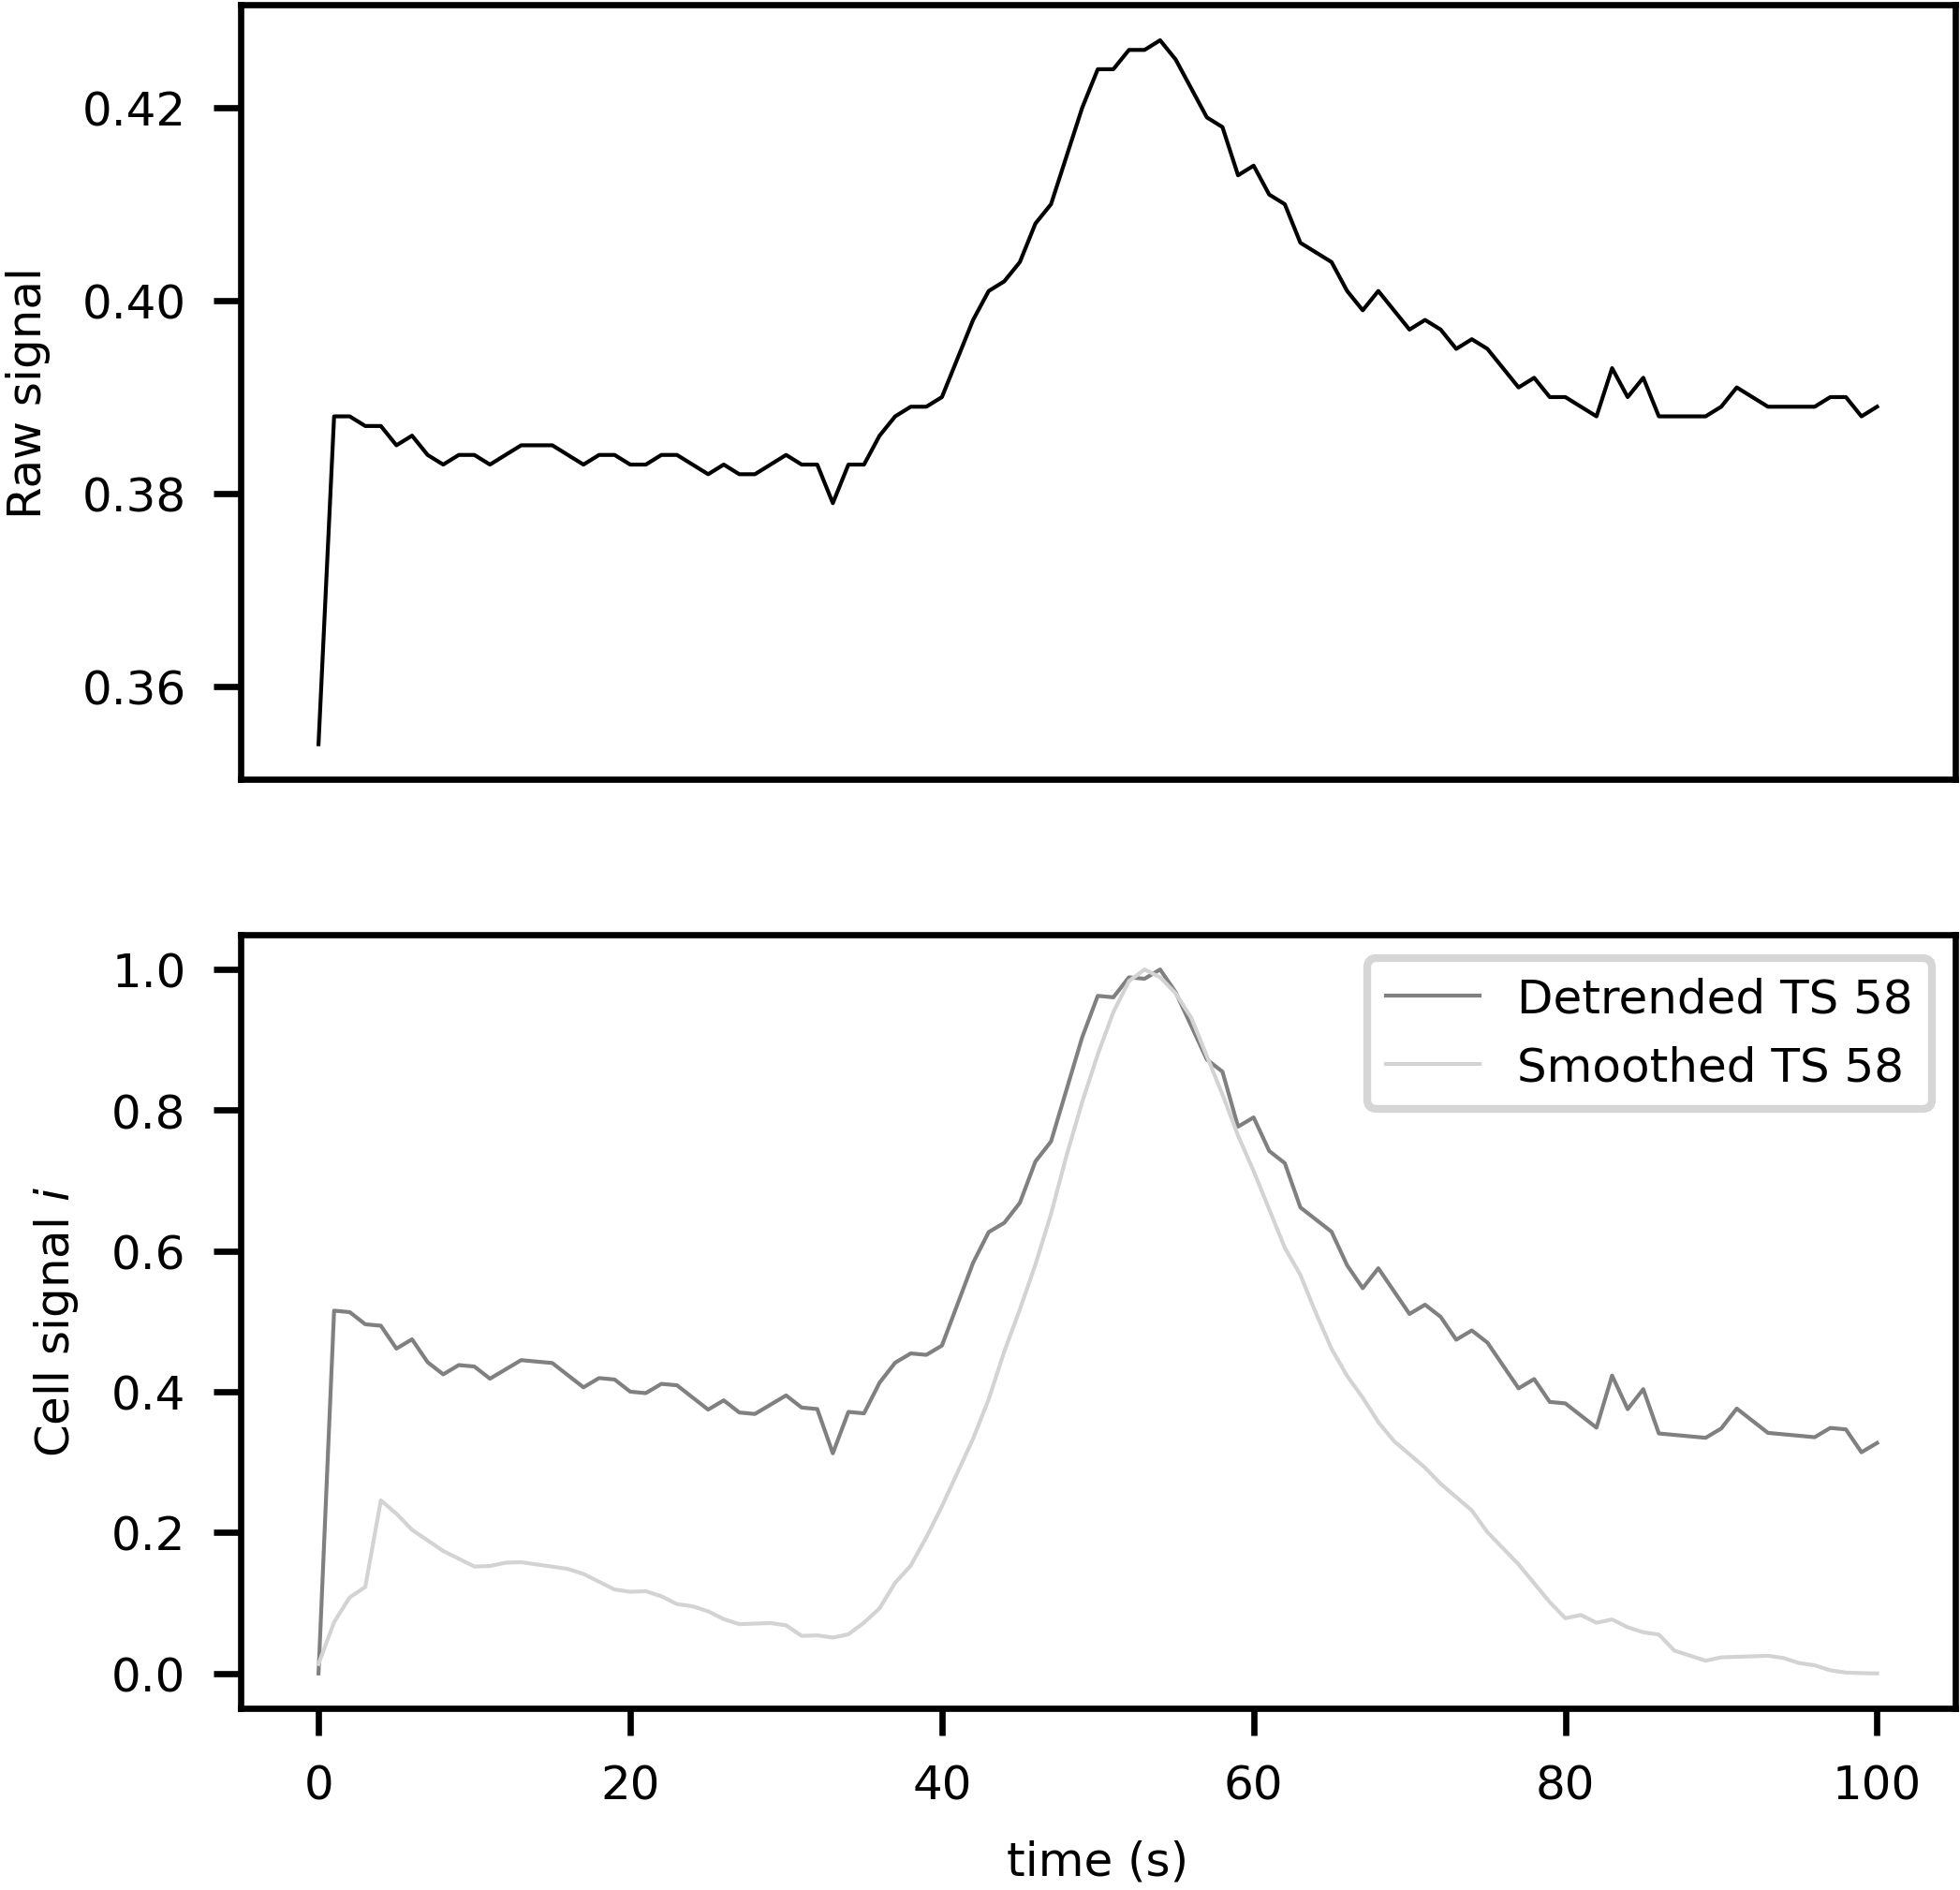 0.42
0.40
0.38
0.36
Raw signal
1.0
0.8
0.6
0.4
0.2
0.0
Cell signal i
Detrended TS 58
Smoothed TS 58
0 20 40 60 80 100
time (s)